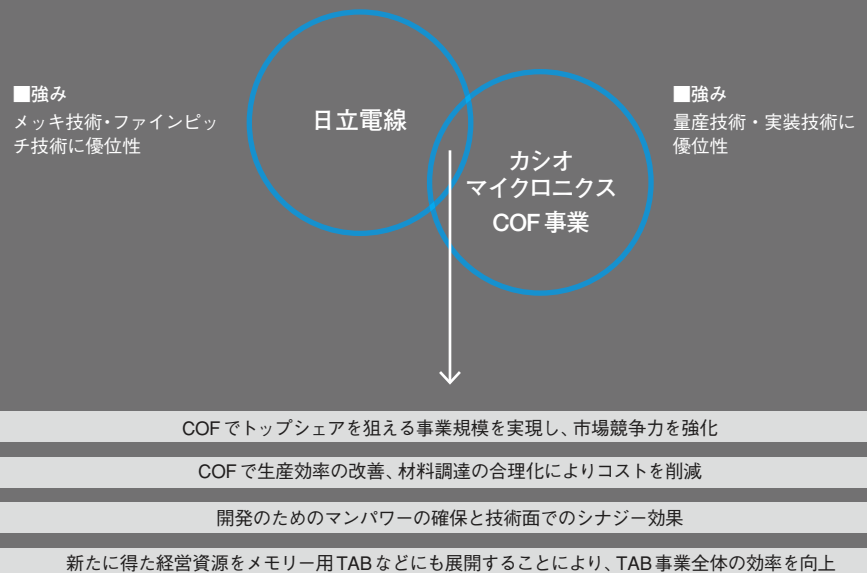 ■強み
メッキ技術・ファインピッ
チ技術に優位性
日立電線
カシオ
マイクロニクス
COF事業
■強み
量産技術・実装技術に
優位性
COFでトップシェアを狙える事業規模を実現し、市場競争力を強化
COFで生産効率の改善、材料調達の合理化によりコストを削減
開発のためのマンパワーの確保と技術面でのシナジー効果
新たに得た経営資源をメモリー用TABなどにも展開することにより、TAB事業全体の効率を向上